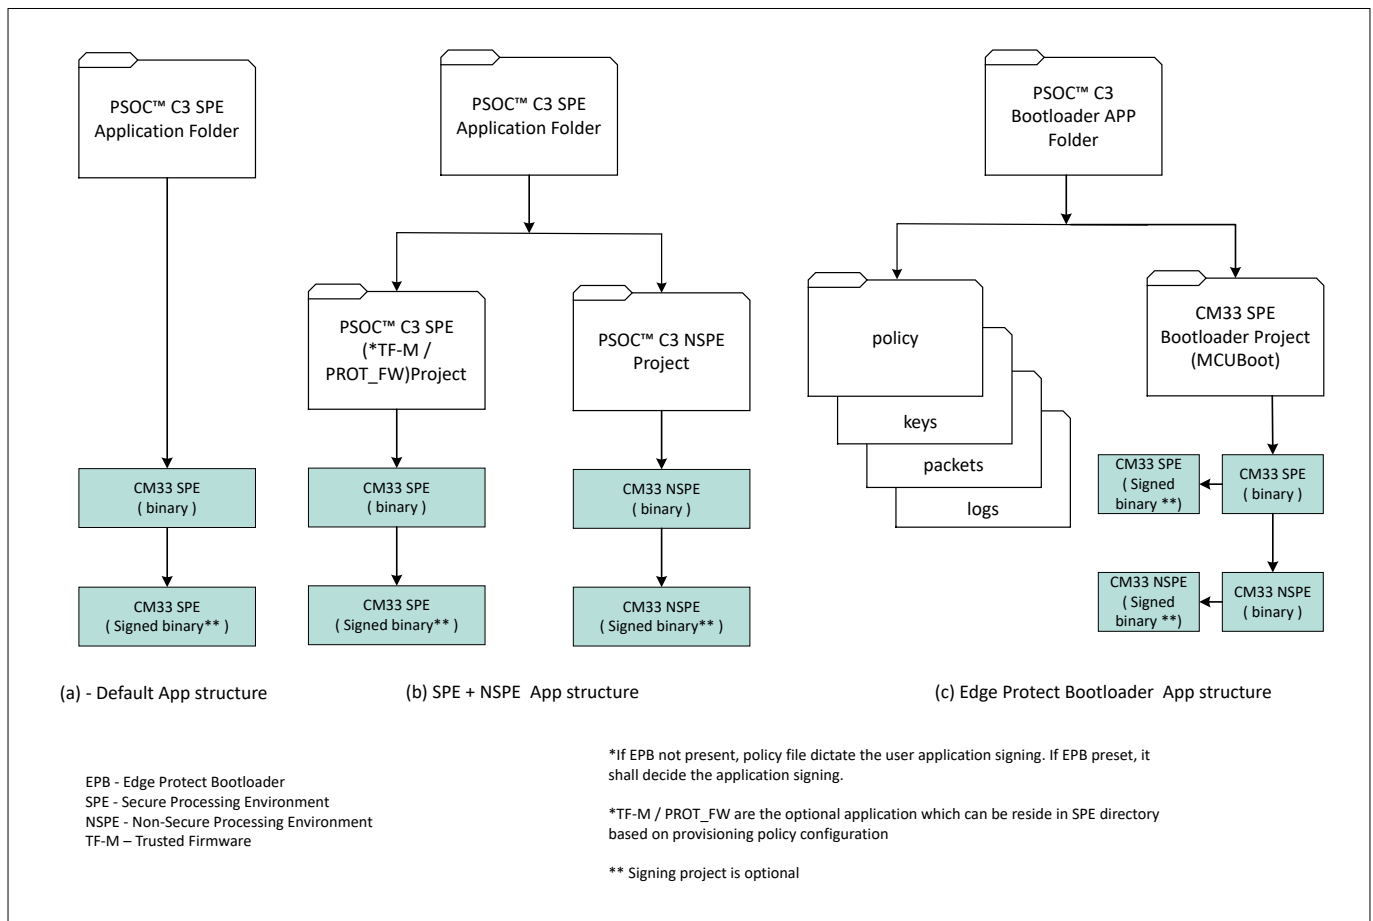 PSOC™ C3 SPE
Application Folder
PSOC™ C3 SPE
(*TF-M /
PROT_FW)Project
PSOC™ C3 SPE
Application Folder
PSOC™ C3 NSPE
Project
PSOC™ C3
Bootloader APP
Folder
policy
keys
packets
logs
CM33 SPE
Bootloader Project
(MCUBoot)
CM33 SPE
( binary )
CM33 SPE
( Signed binary** )
CM33 SPE
( binary )
CM33 SPE
( Signed binary** )
CM33 NSPE
( binary )
CM33 NSPE
( Signed binary** )
CM33 SPE
( Signed
binary **)
CM33 SPE
( binary )
CM33 NSPE
( Signed
binary **)
CM33 NSPE
( binary )
(a) - Default App structure
(b) SPE + NSPE App structure
(c) Edge Protect Bootloader App structure
EPB - Edge Protect Bootloader
SPE - Secure Processing Environment
NSPE - Non-Secure Processing Environment
TF-M – Trusted Firmware
*If EPB not present, policy file dictate the user application signing. If EPB preset, it
shall decide the application signing.
*TF-M / PROT_FW are the optional application which can be reside in SPE directory
based on provisioning policy configuration
** Signing project is optional